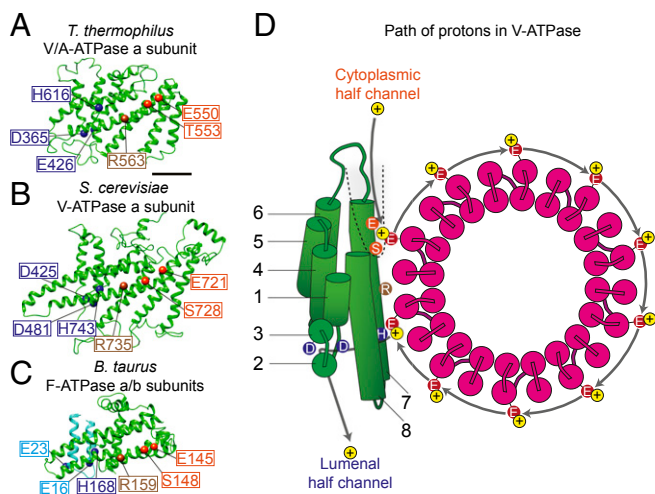 A
T. thermophilus
V/A-ATPase a subunit
H616
E550
T553
D365
R563
E426
B
S. cerevisiae
V-ATPase a subunit
D425
E721
S728
D481
H743
R735
C
B. taurus
F-ATPase a/b subunits
E23
E145
E16
H168
R159
S148
D
Path of protons in V-ATPase
Cytoplasmic
half channel
+
+
E
+
E
+
E
+
E
+
E
+
E
+
E
+
E
+
E
+
E
S
E
+
R
H
D
D
6
5
4
1
3
2
7
8
+
Lumenal
half channel